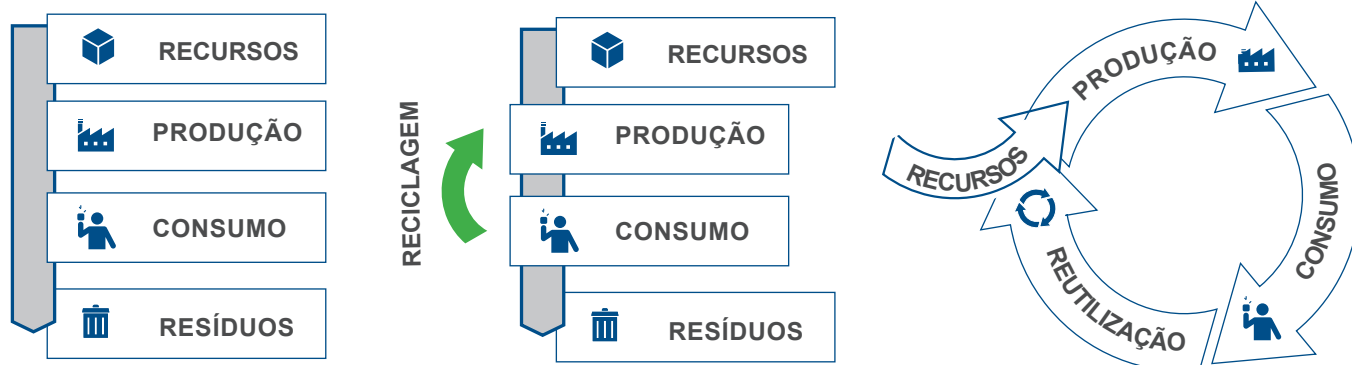 RECURSOS
PRODUÇÃO
CONSUMO
RESÍDUOS
RECICLAGEM
RECURSOS
PRODUÇÃO
CONSUMO
RESÍDUOS
RECURSOS
PRODUÇÃO
CONSUMO
REUTILIZAÇÃO